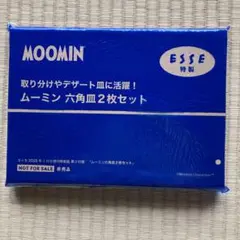 MOOMIN
ESSE
特製
取り分けやデザート皿に活躍！
ムーミン 六角皿2枚セット
NOT FOR SALE 非売品